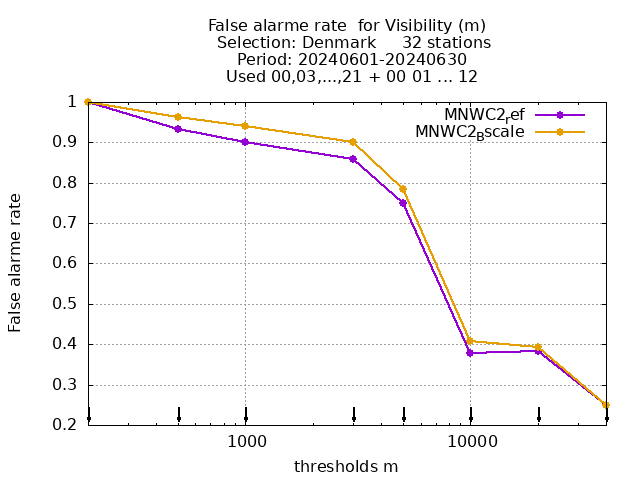 False alarme rate  for Visibility (m)
Selection: Denmark     32 stations
Period: 20240601-20240630
Used 00,03,...,21 + 00 01 ... 12
MNWC2_ref
MNWC2_Bscale
1
0.9
0.8
0.7
0.6
0.5
0.4
0.3
0.2
False alarme rate
1000
10000
thresholds m